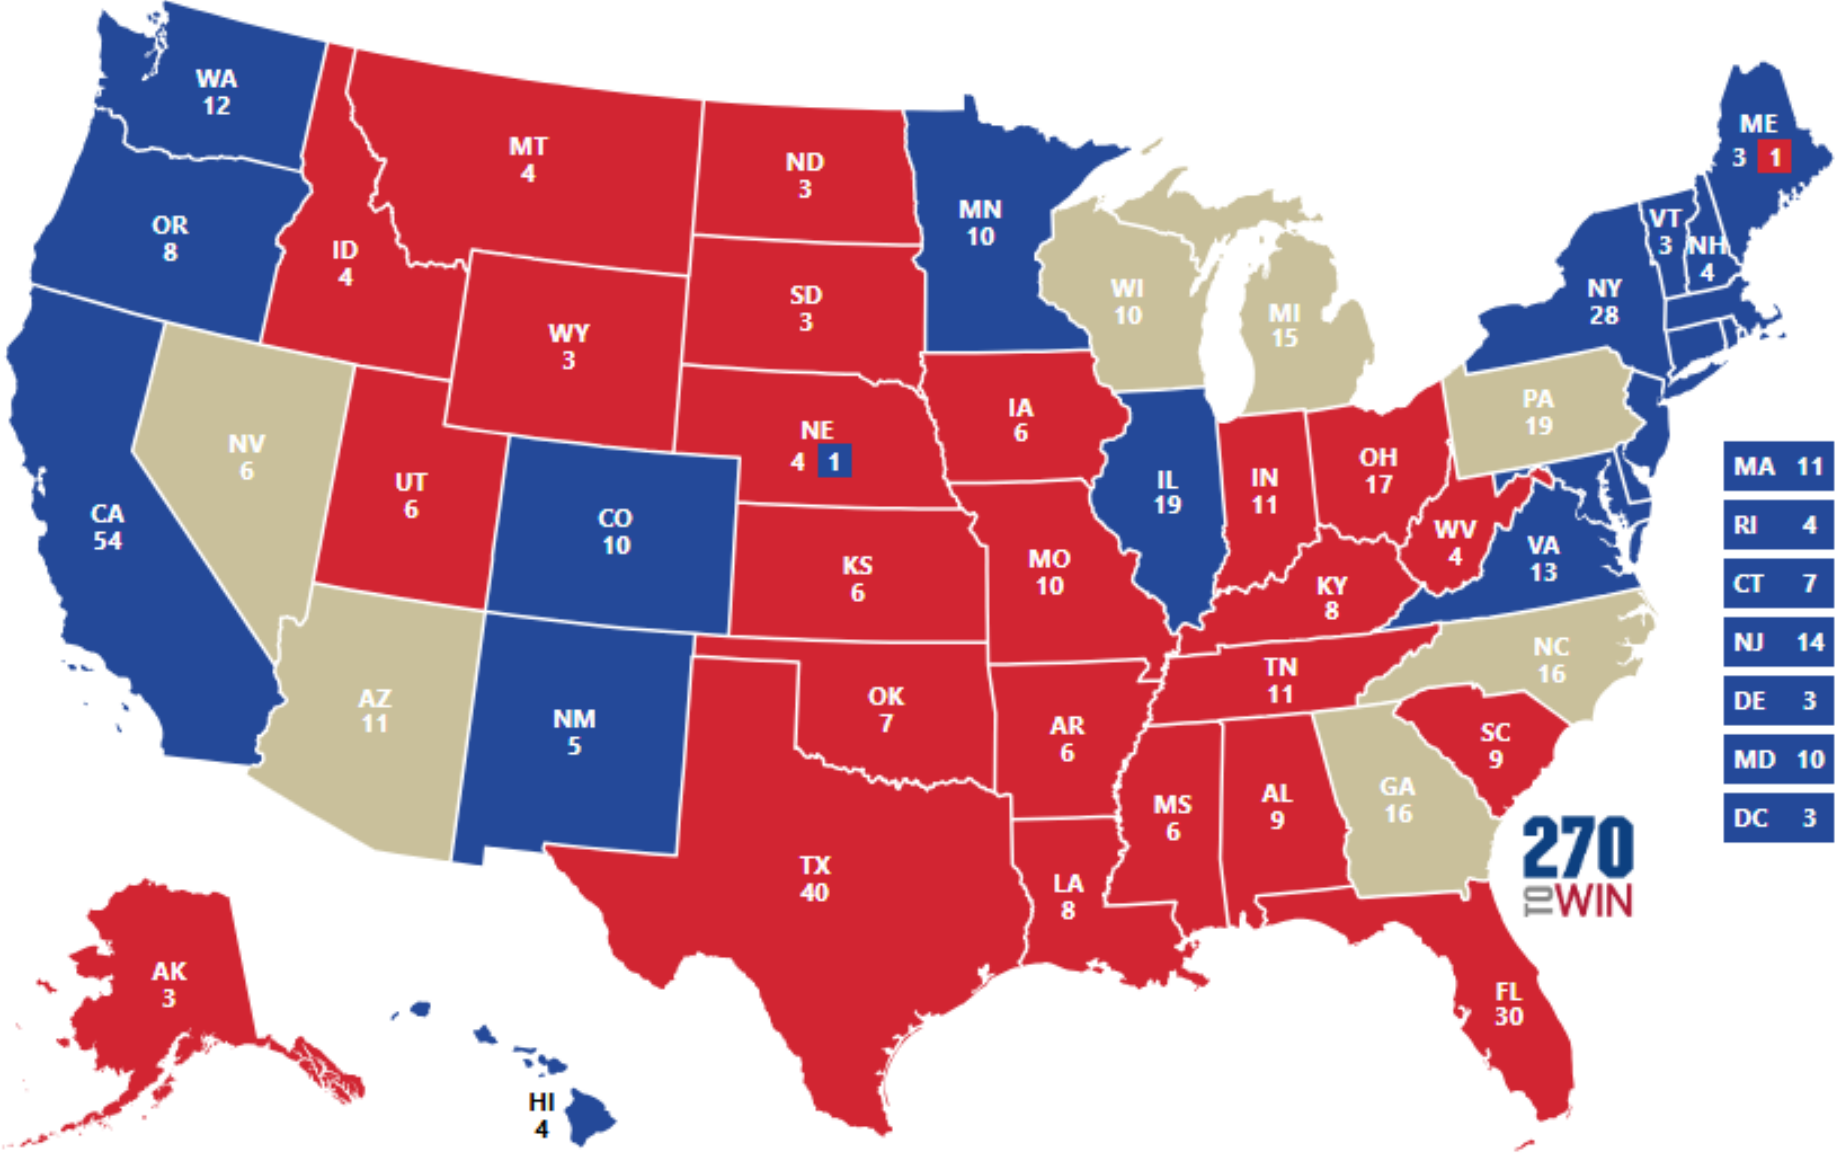 WA
12
OR
8
CA
54
NV
6
ID
4
MT
4
WY
3
UT
6
CO
10
AZ
11
NM
5
ND
3
SD
3
NE
4 1
KS
6
OK
7
TX
40
MN
10
IA
6
MO
10
AR
6
LA
8
WI
10
IL
19
MI
15
IN
11
OH
17
KY
8
TN
11
MS
6
AL
9
GA
16
FL
30
SC
9
NC
16
WV
4
VA
13
PA
19
NY
28
VT
3
NH
4
ME
3 1
MA 11
RI 4
CT 7
NJ 14
DE 3
MD 10
DC 3
270
TO WIN
AK
3
HI
4